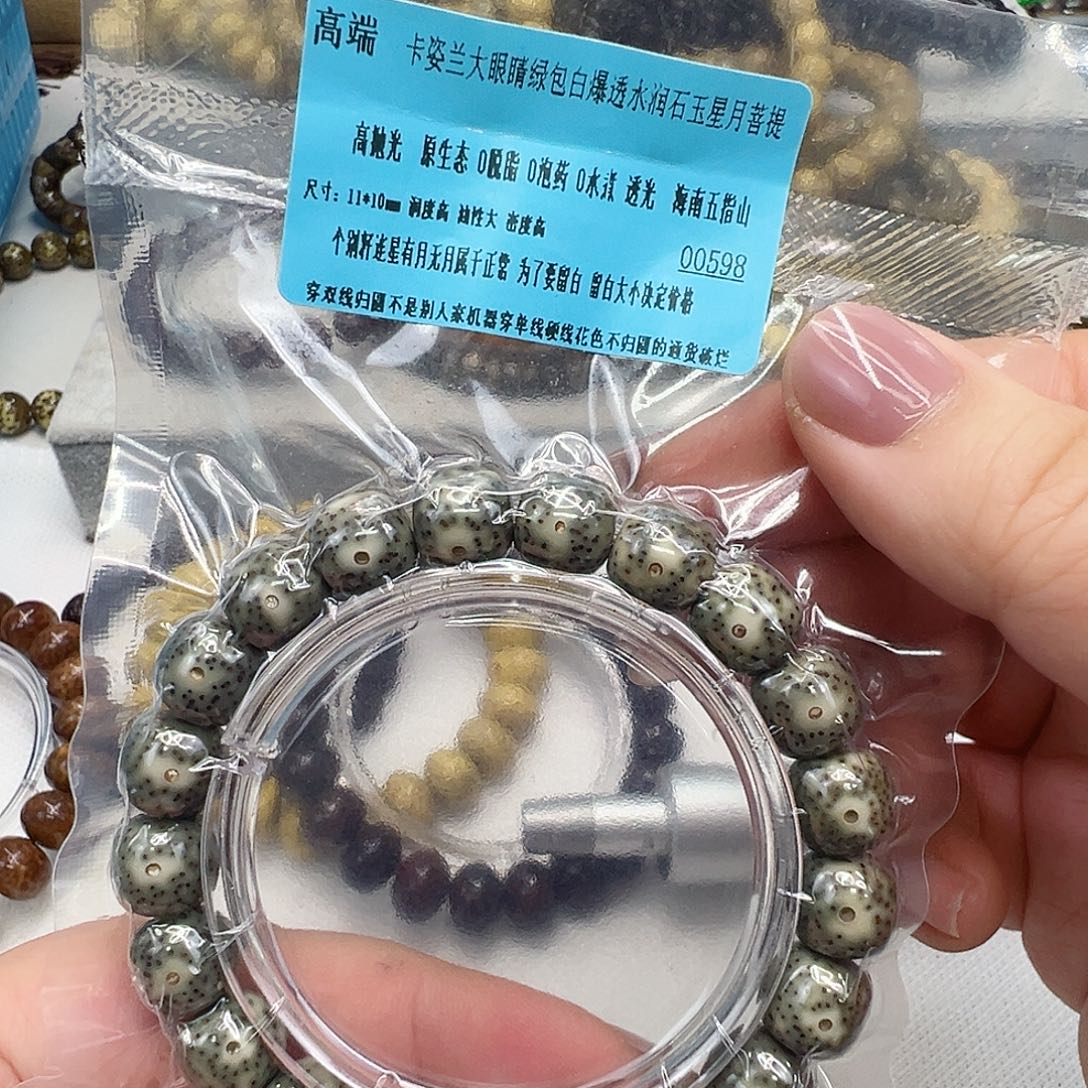 高端 卡姿兰大眼睛绿包白爆透水润石玉星月菩提
高抛光 原生态 0脱脂 0泡药 0水渍 透光 海南五指山
尺寸：11*10mm 润度高 油性大 密度高
00598
个别籽连星有月无月属于正常 为了要留白 留白大小决定价格
穿双线归圆不是别人家机器穿单线硬线花色不归圆的通货破烂